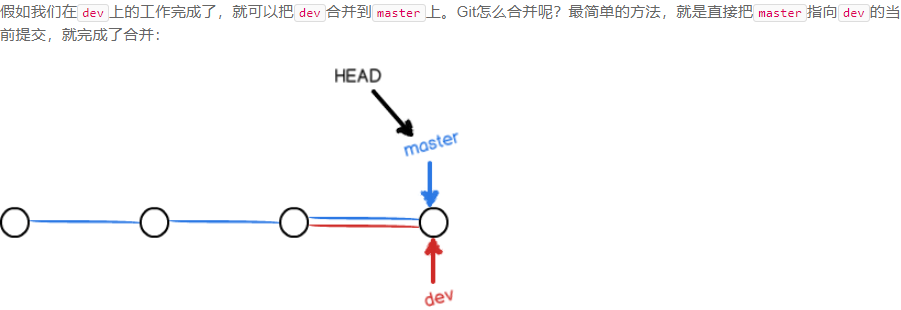 假如我们在dev上的工作完成了，就可以把dev合并到master上。Git怎么合并呢？最简单的方法，就是直接把master指向dev的当
前提交，就完成了合并：
HEAD
master
dev